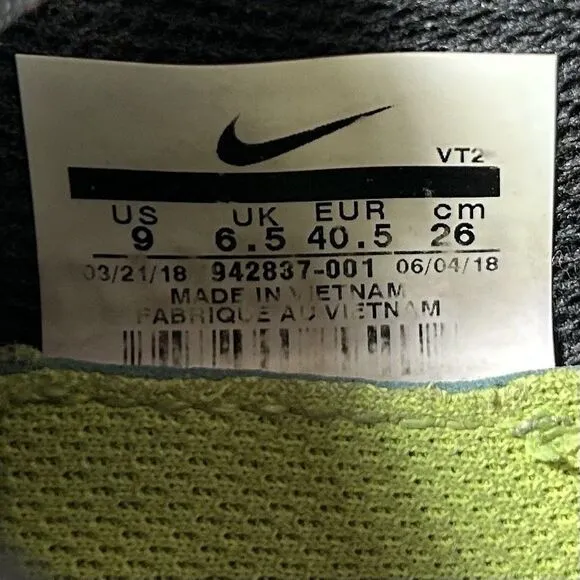 VT2
US UK EUR cm
9 6.5 40.5 26
03/21/18 942837-001 06/04/18
MADE IN VIETNAM
FABRIQUE AU VIETNAM